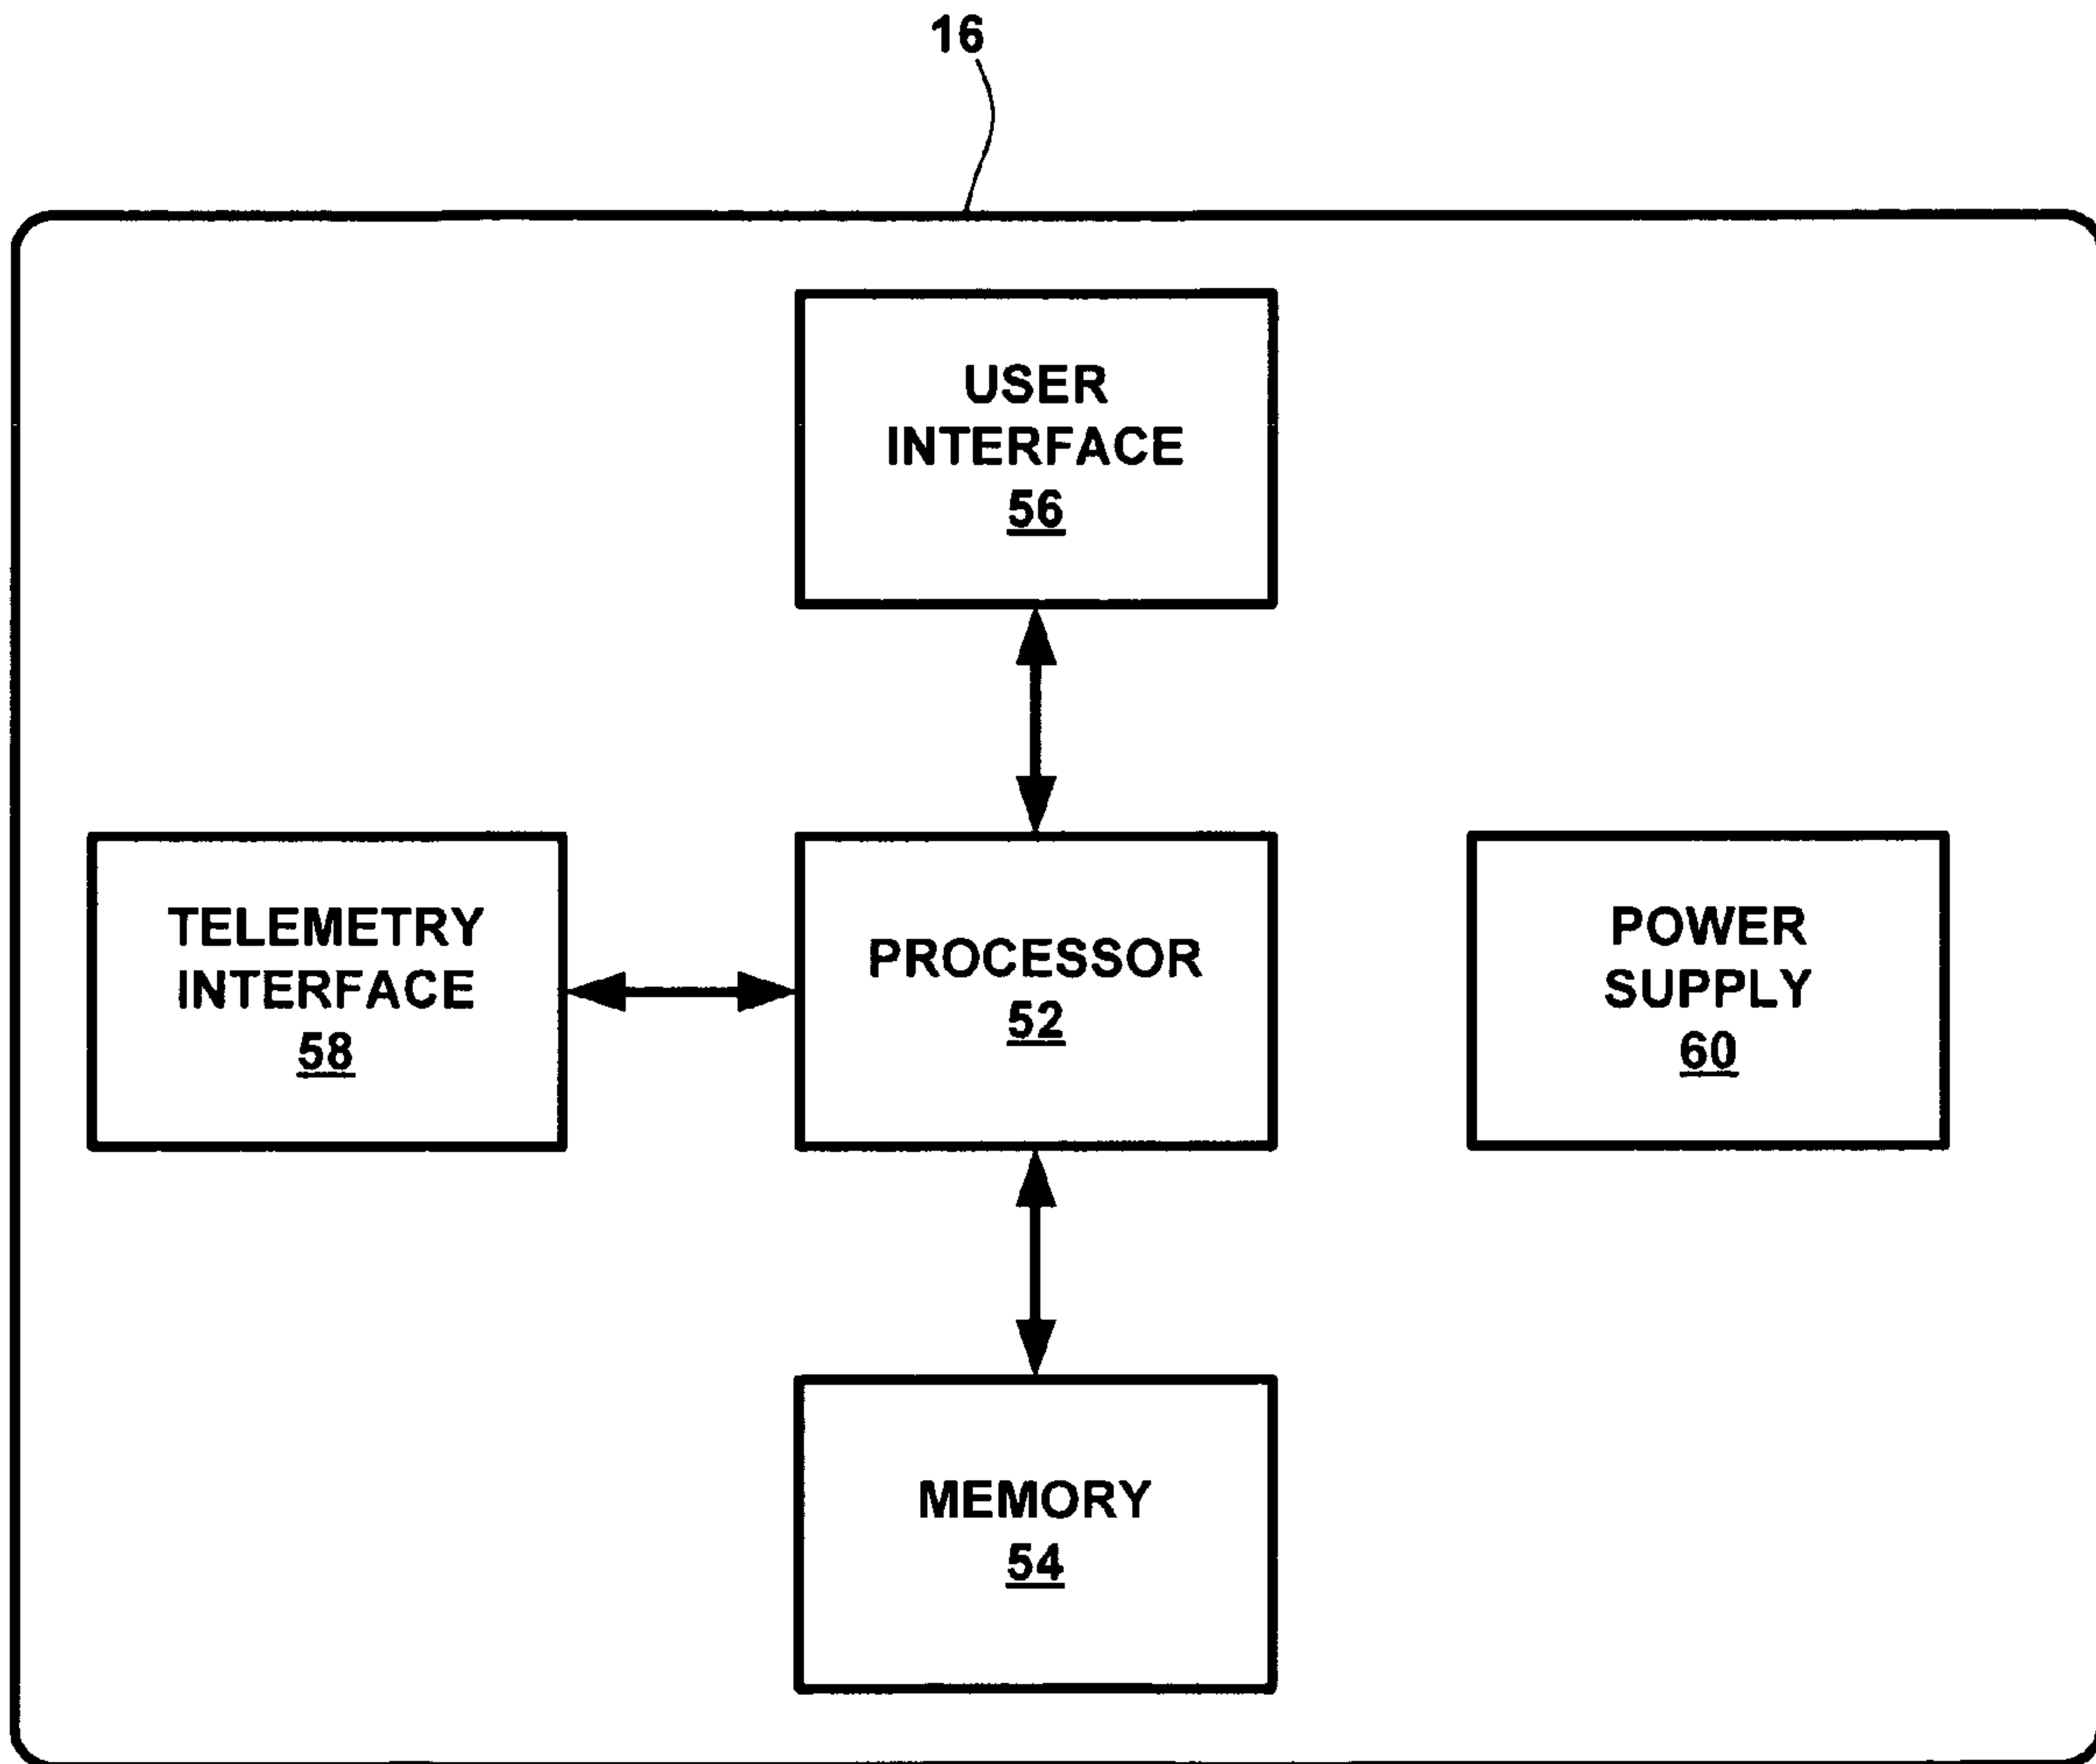 16
USER
INTERFACE
56
TELEMETRY
INTERFACE
58
PROCESSOR
52
POWER
SUPPLY
60
MEMORY
54